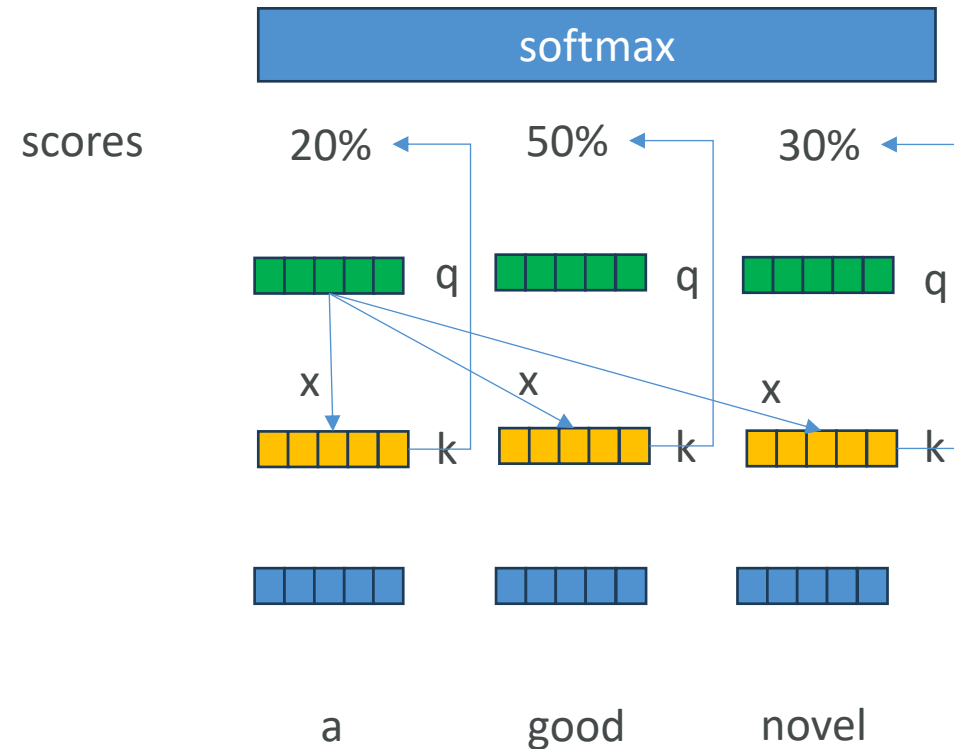 softmax
scores 20% 50% 30%
q q q
x x x
k k k
a good novel